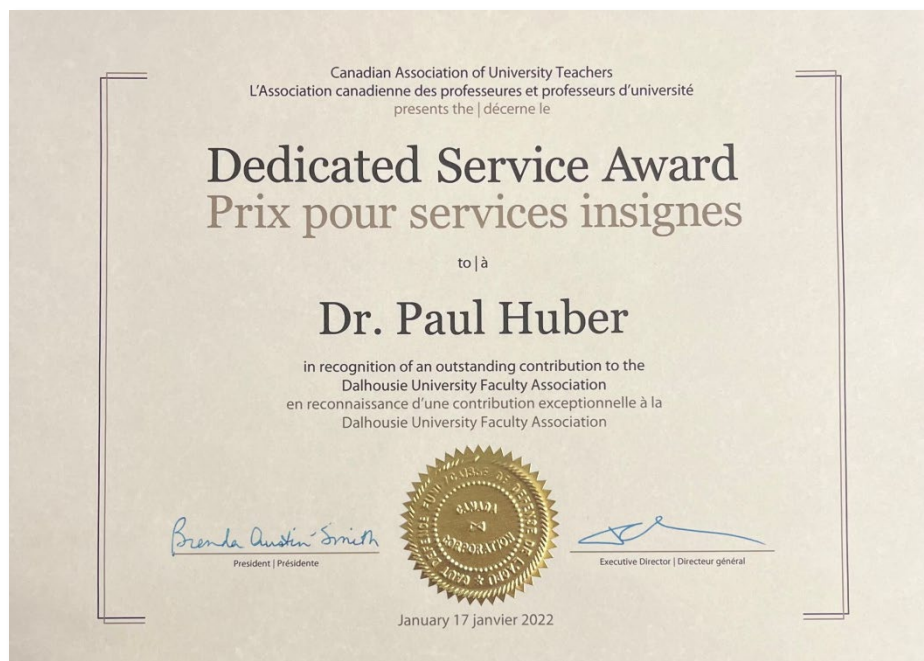 Canadian Association of University Teachers
L'Association canadienne des professeures et professeurs d'université
presents the | décerne le
Dedicated Service Award
Prix pour services insignes
to | à
Dr. Paul Huber
in recognition of an outstanding contribution to the
Dalhousie University Faculty Association
en reconnaissance d'une contribution exceptionnelle à la
Dalhousie University Faculty Association
CANADA
CORPORATION
Brenda Austin-Smith
President | Présidente
Executive Director | Directeur général
January 17 janvier 2022